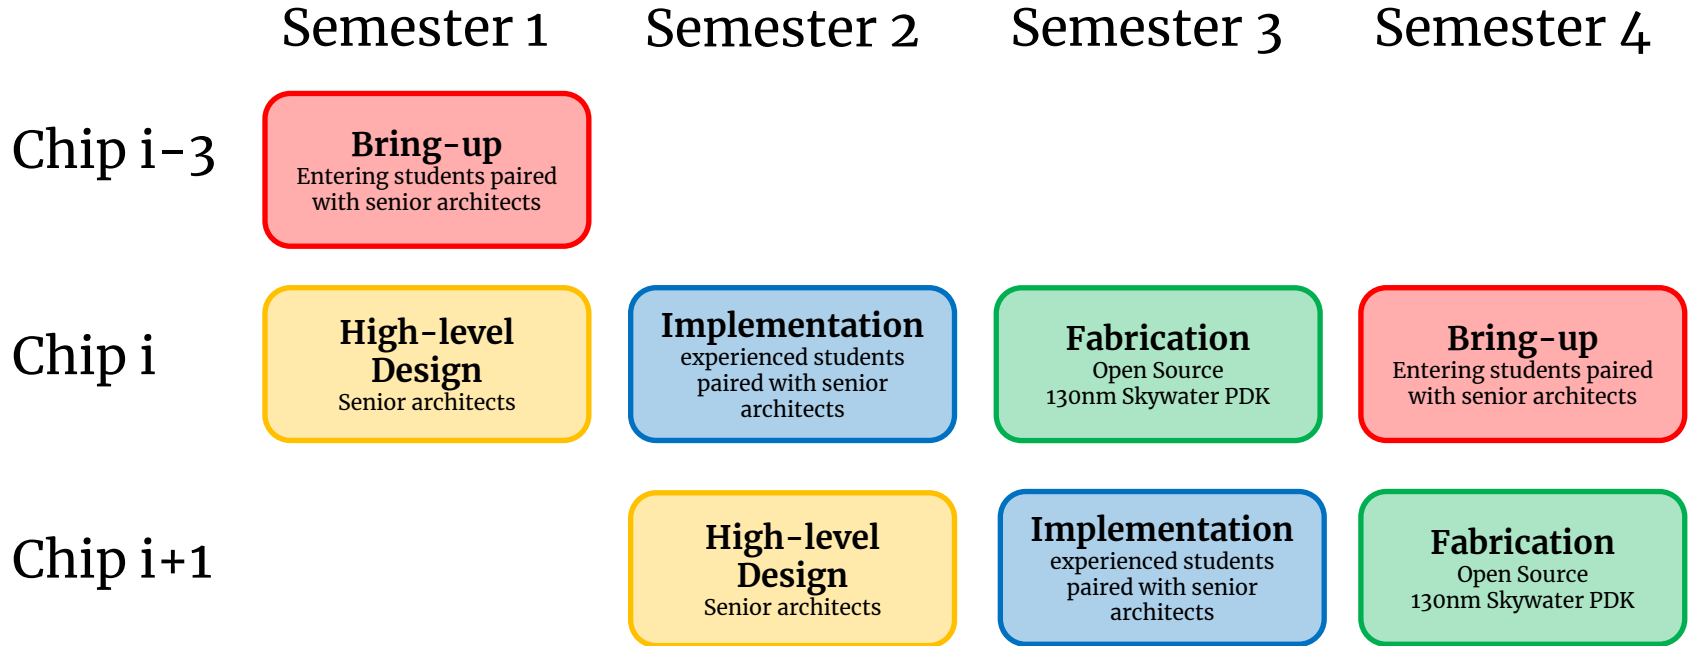 Semester 1
Semester 2
Semester 3
Semester 4
Chip i-3
Bring-up
Entering students paired
with senior architects
Chip i
High-level
Design
Senior architects
Implementation
experienced students
paired with senior
architects
Fabrication
Open Source
130nm Skywater PDK
Bring-up
Entering students paired
with senior architects
Chip i+1
High-level
Design
Senior architects
Implementation
experienced students
paired with senior
architects
Fabrication
Open Source
130nm Skywater PDK